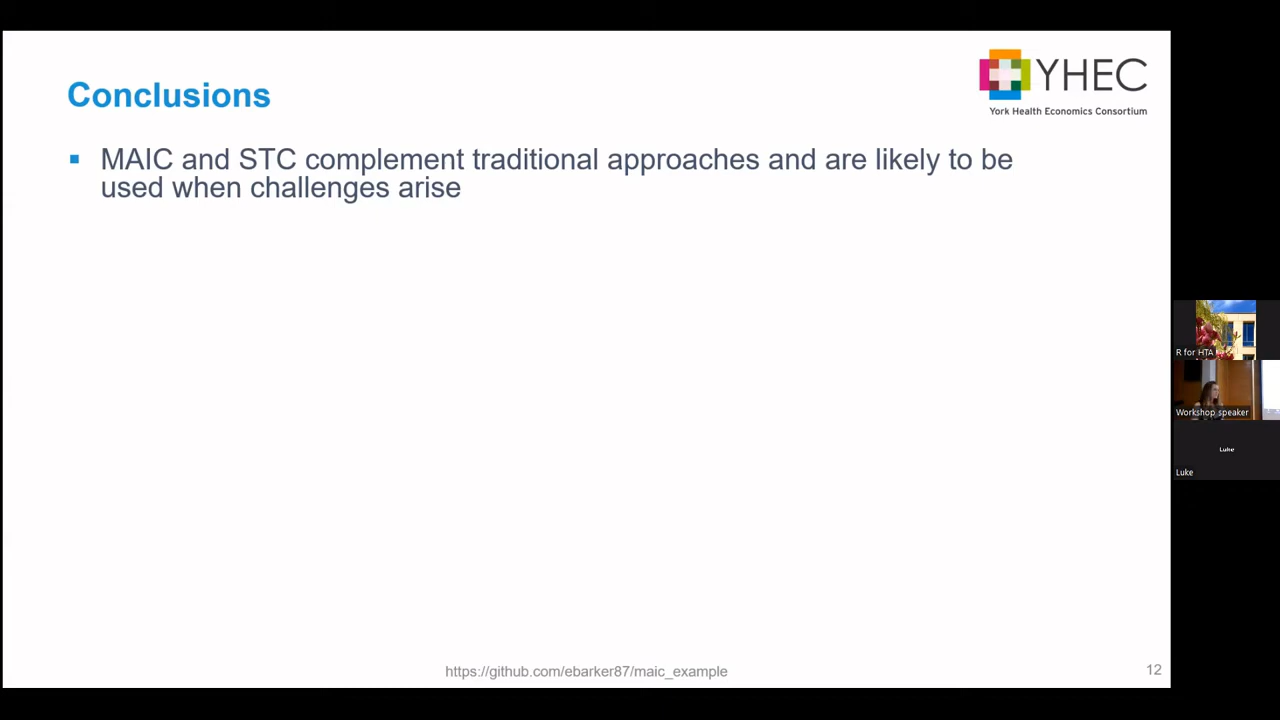 YHEC
York Health Economics Consortium
Conclusions
▪ MAIC and STC complement traditional approaches and are likely to be
used when challenges arise
R for HTA
Workshop speaker
Luke
Luke
https://github.com/ebarker87/maic_example
12